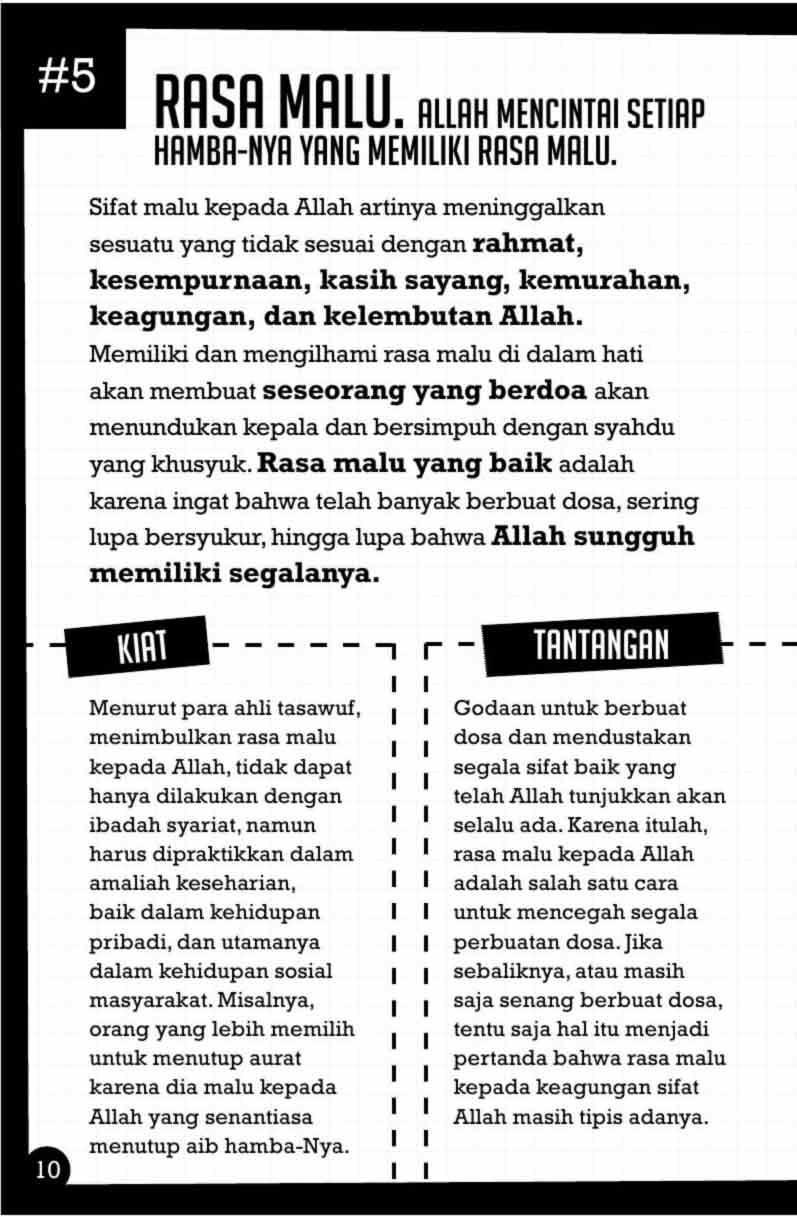 #5
RASA MALU. ALLAH MENCINTAI SETIAP
HAMBA-NYA YANG MEMILIKI RASA MALU.
Sifat malu kepada Allah artinya meninggalkan
sesuatu yang tidak sesuai dengan rahmat,
kesempurnaan, kasih sayang, kemurahan,
keagungan, dan kelembutan Allah.
Memiliki dan mengilhami rasa malu di dalam hati
akan membuat seseorang yang berdoa akan
menundukan kepala dan bersimpuh dengan syahdu
yang khusyuk. Rasa malu yang baik adalah
karena ingat bahwa telah banyak berbuat dosa, sering
lupa bersyukur, hingga lupa bahwa Allah sungguh
memiliki segalanya.
KIAT
Menurut para ahli tasawuf,
menimbulkan rasa malu
kepada Allah, tidak dapat
hanya dilakukan dengan
ibadah syariat, namun
harus dipraktikkan dalam
amaliah keseharian,
baik dalam kehidupan
pribadi, dan utamanya
dalam kehidupan sosial
masyarakat. Misalnya,
orang yang lebih memilih
untuk menutup aurat
karena dia malu kepada
Allah yang senantiasa
menutup aib hamba-Nya.
TANTANGAN
Godaan untuk berbuat
dosa dan mendustakan
segala sifat baik yang
telah Allah tunjukkan akan
selalu ada. Karena itulah,
rasa malu kepada Allah
adalah salah satu cara
untuk mencegah segala
perbuatan dosa. Jika
sebaliknya, atau masih
saja senang berbuat dosa,
tentu saja hal itu menjadi
pertanda bahwa rasa malu
kepada keagungan sifat
Allah masih tipis adanya.
10